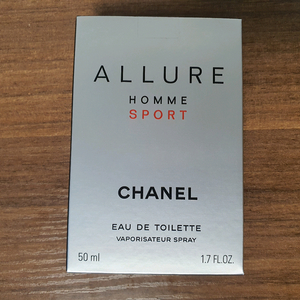 ALLURE
HOMME
SPORT
CHANEL
EAU DE TOILETTE
VAPORISATEUR SPRAY
50 ml 1.7 FL.OZ.